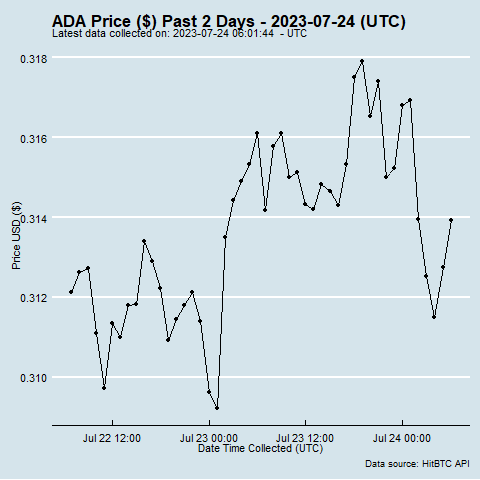 ADA Price ($) Past 2 Days - 2023-07-24 (UTC)
Latest data collected on: 2023-07-24 06:01:44  - UTC
0.318
0.316
0.314
0.312
0.310
Price USD ($)
Jul 22 12:00
Jul 23 00:00
Jul 23 12:00
Jul 24 00:00
Date Time Collected (UTC)
Data source: HitBTC API